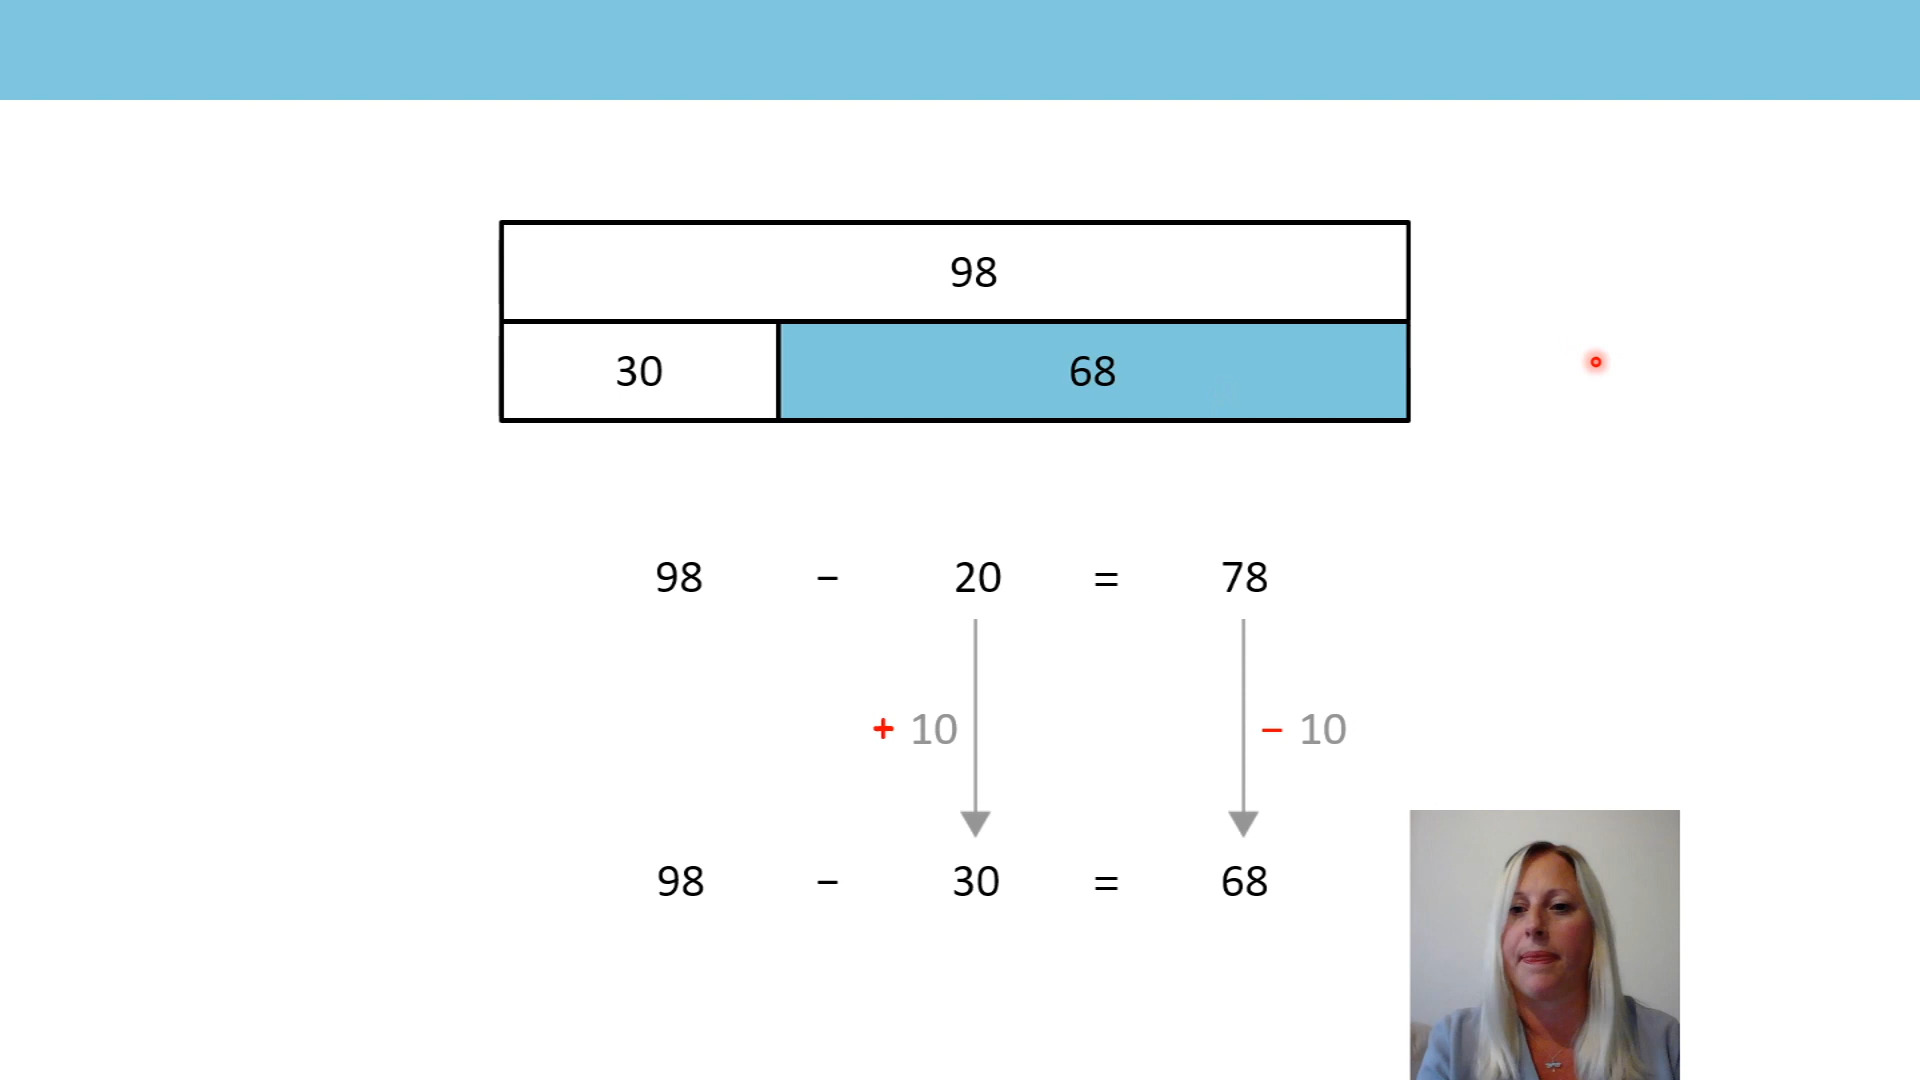 98
30 68
98 – 20 = 78
+ 10 – 10
98 – 30 = 68